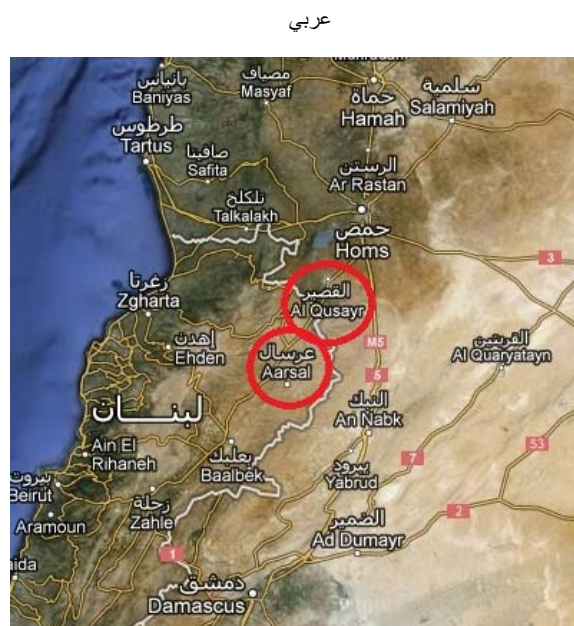 عربي
Mahradah
بانياس
Baniyas
مصياف
Masyaf
حماة
Hamah
سلمية
Salamiyah
طرطوس
Tartus
صافيتا
Safita
الرستن
Ar Rastan
تلكلخ
Talkalakh
حمص
Homs
3
زغرتا
Zgharta
القصير
Al Qusayr
إهدن
Ehden
عرسال
Aarsal
M5
القريتين
Al Quaryatayn
5
لبنان
النبك
An Nabk
Ain El
Rihaneh
بعلبك
Baalbek
يبرود
Yabrud
7
53
بيروت
Beirut
زحلة
Zahle
2
Aramoun
الضمير
Ad Dumayr
1
aida
دمشق
Damascus